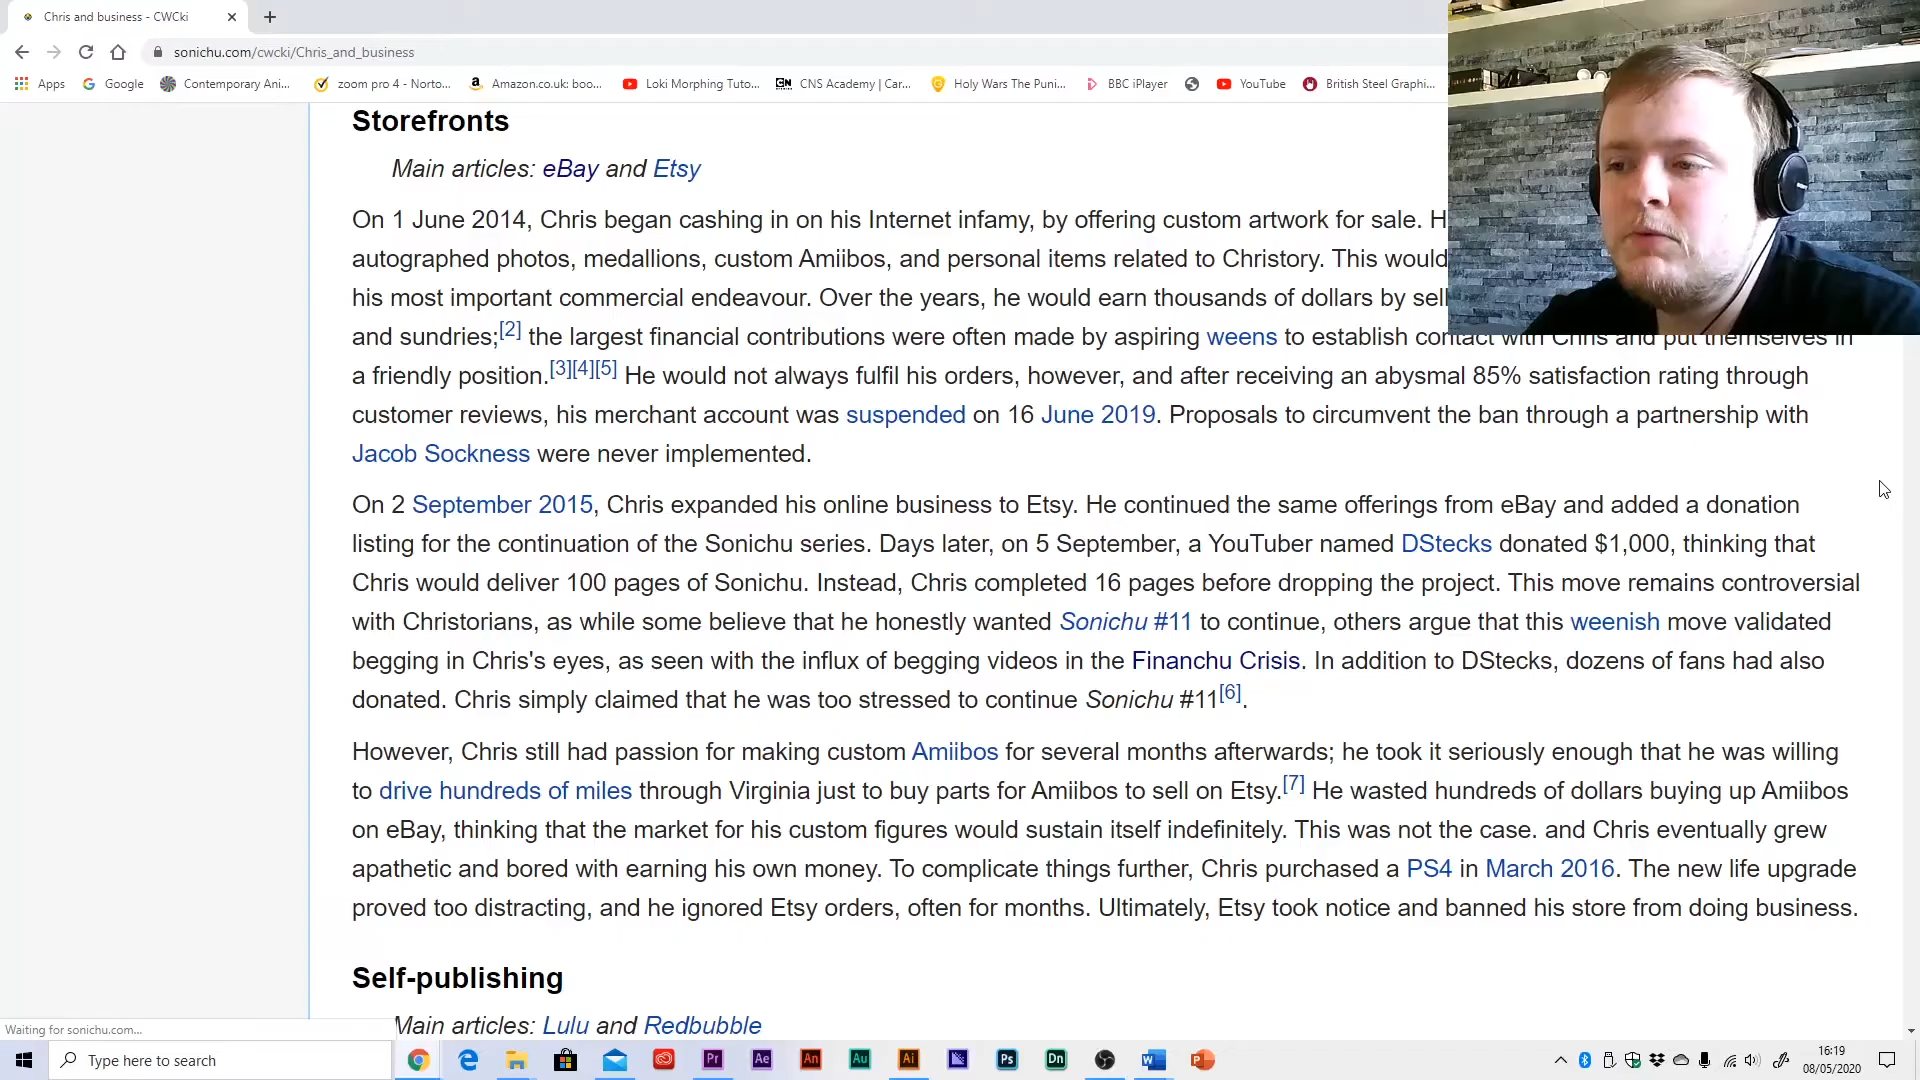 Chris and business - CWCki
sonichu.com/cwcki/Chris_and_business
Apps Google Contemporary Ani... zoom pro 4 - Norto... Amazon.co.uk: boo... Loki Morphing Tuto... CNS Academy | Car... Holy Wars The Puni... BBC iPlayer YouTube British Steel Graphi...
Storefronts
Main articles: eBay and Etsy
On 1 June 2014, Chris began cashing in on his Internet infamy, by offering custom artwork for sale. H
autographed photos, medallions, custom Amiibos, and personal items related to Christory. This would
his most important commercial endeavour. Over the years, he would earn thousands of dollars by sell
and sundries;[2] the largest financial contributions were often made by aspiring weens to establish contact with Chris and put themselves in
a friendly position.[3][4][5] He would not always fulfil his orders, however, and after receiving an abysmal 85% satisfaction rating through
customer reviews, his merchant account was suspended on 16 June 2019. Proposals to circumvent the ban through a partnership with
Jacob Sockness were never implemented.
On 2 September 2015, Chris expanded his online business to Etsy. He continued the same offerings from eBay and added a donation
listing for the continuation of the Sonichu series. Days later, on 5 September, a YouTuber named DStecks donated $1,000, thinking that
Chris would deliver 100 pages of Sonichu. Instead, Chris completed 16 pages before dropping the project. This move remains controversial
with Christorians, as while some believe that he honestly wanted Sonichu #11 to continue, others argue that this weenish move validated
begging in Chris's eyes, as seen with the influx of begging videos in the Financhu Crisis. In addition to DStecks, dozens of fans had also
donated. Chris simply claimed that he was too stressed to continue Sonichu #11[6].
However, Chris still had passion for making custom Amiibos for several months afterwards; he took it seriously enough that he was willing
to drive hundreds of miles through Virginia just to buy parts for Amiibos to sell on Etsy.[7] He wasted hundreds of dollars buying up Amiibos
on eBay, thinking that the market for his custom figures would sustain itself indefinitely. This was not the case. and Chris eventually grew
apathetic and bored with earning his own money. To complicate things further, Chris purchased a PS4 in March 2016. The new life upgrade
proved too distracting, and he ignored Etsy orders, often for months. Ultimately, Etsy took notice and banned his store from doing business.
Self-publishing
Main articles: Lulu and Redbubble
Waiting for sonichu.com...
Type here to search
Pr Ae An Au Ai Ps Dn
16:19
08/05/2020